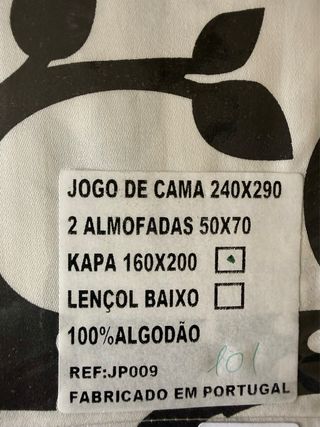 JOGO DE CAMA 240X290
2 ALMOFADAS 50X70
KAPA 160X200
LENÇOL BAIXO
100%ALGODÃO
REF:JP009 101
FABRICADO EM PORTUGAL